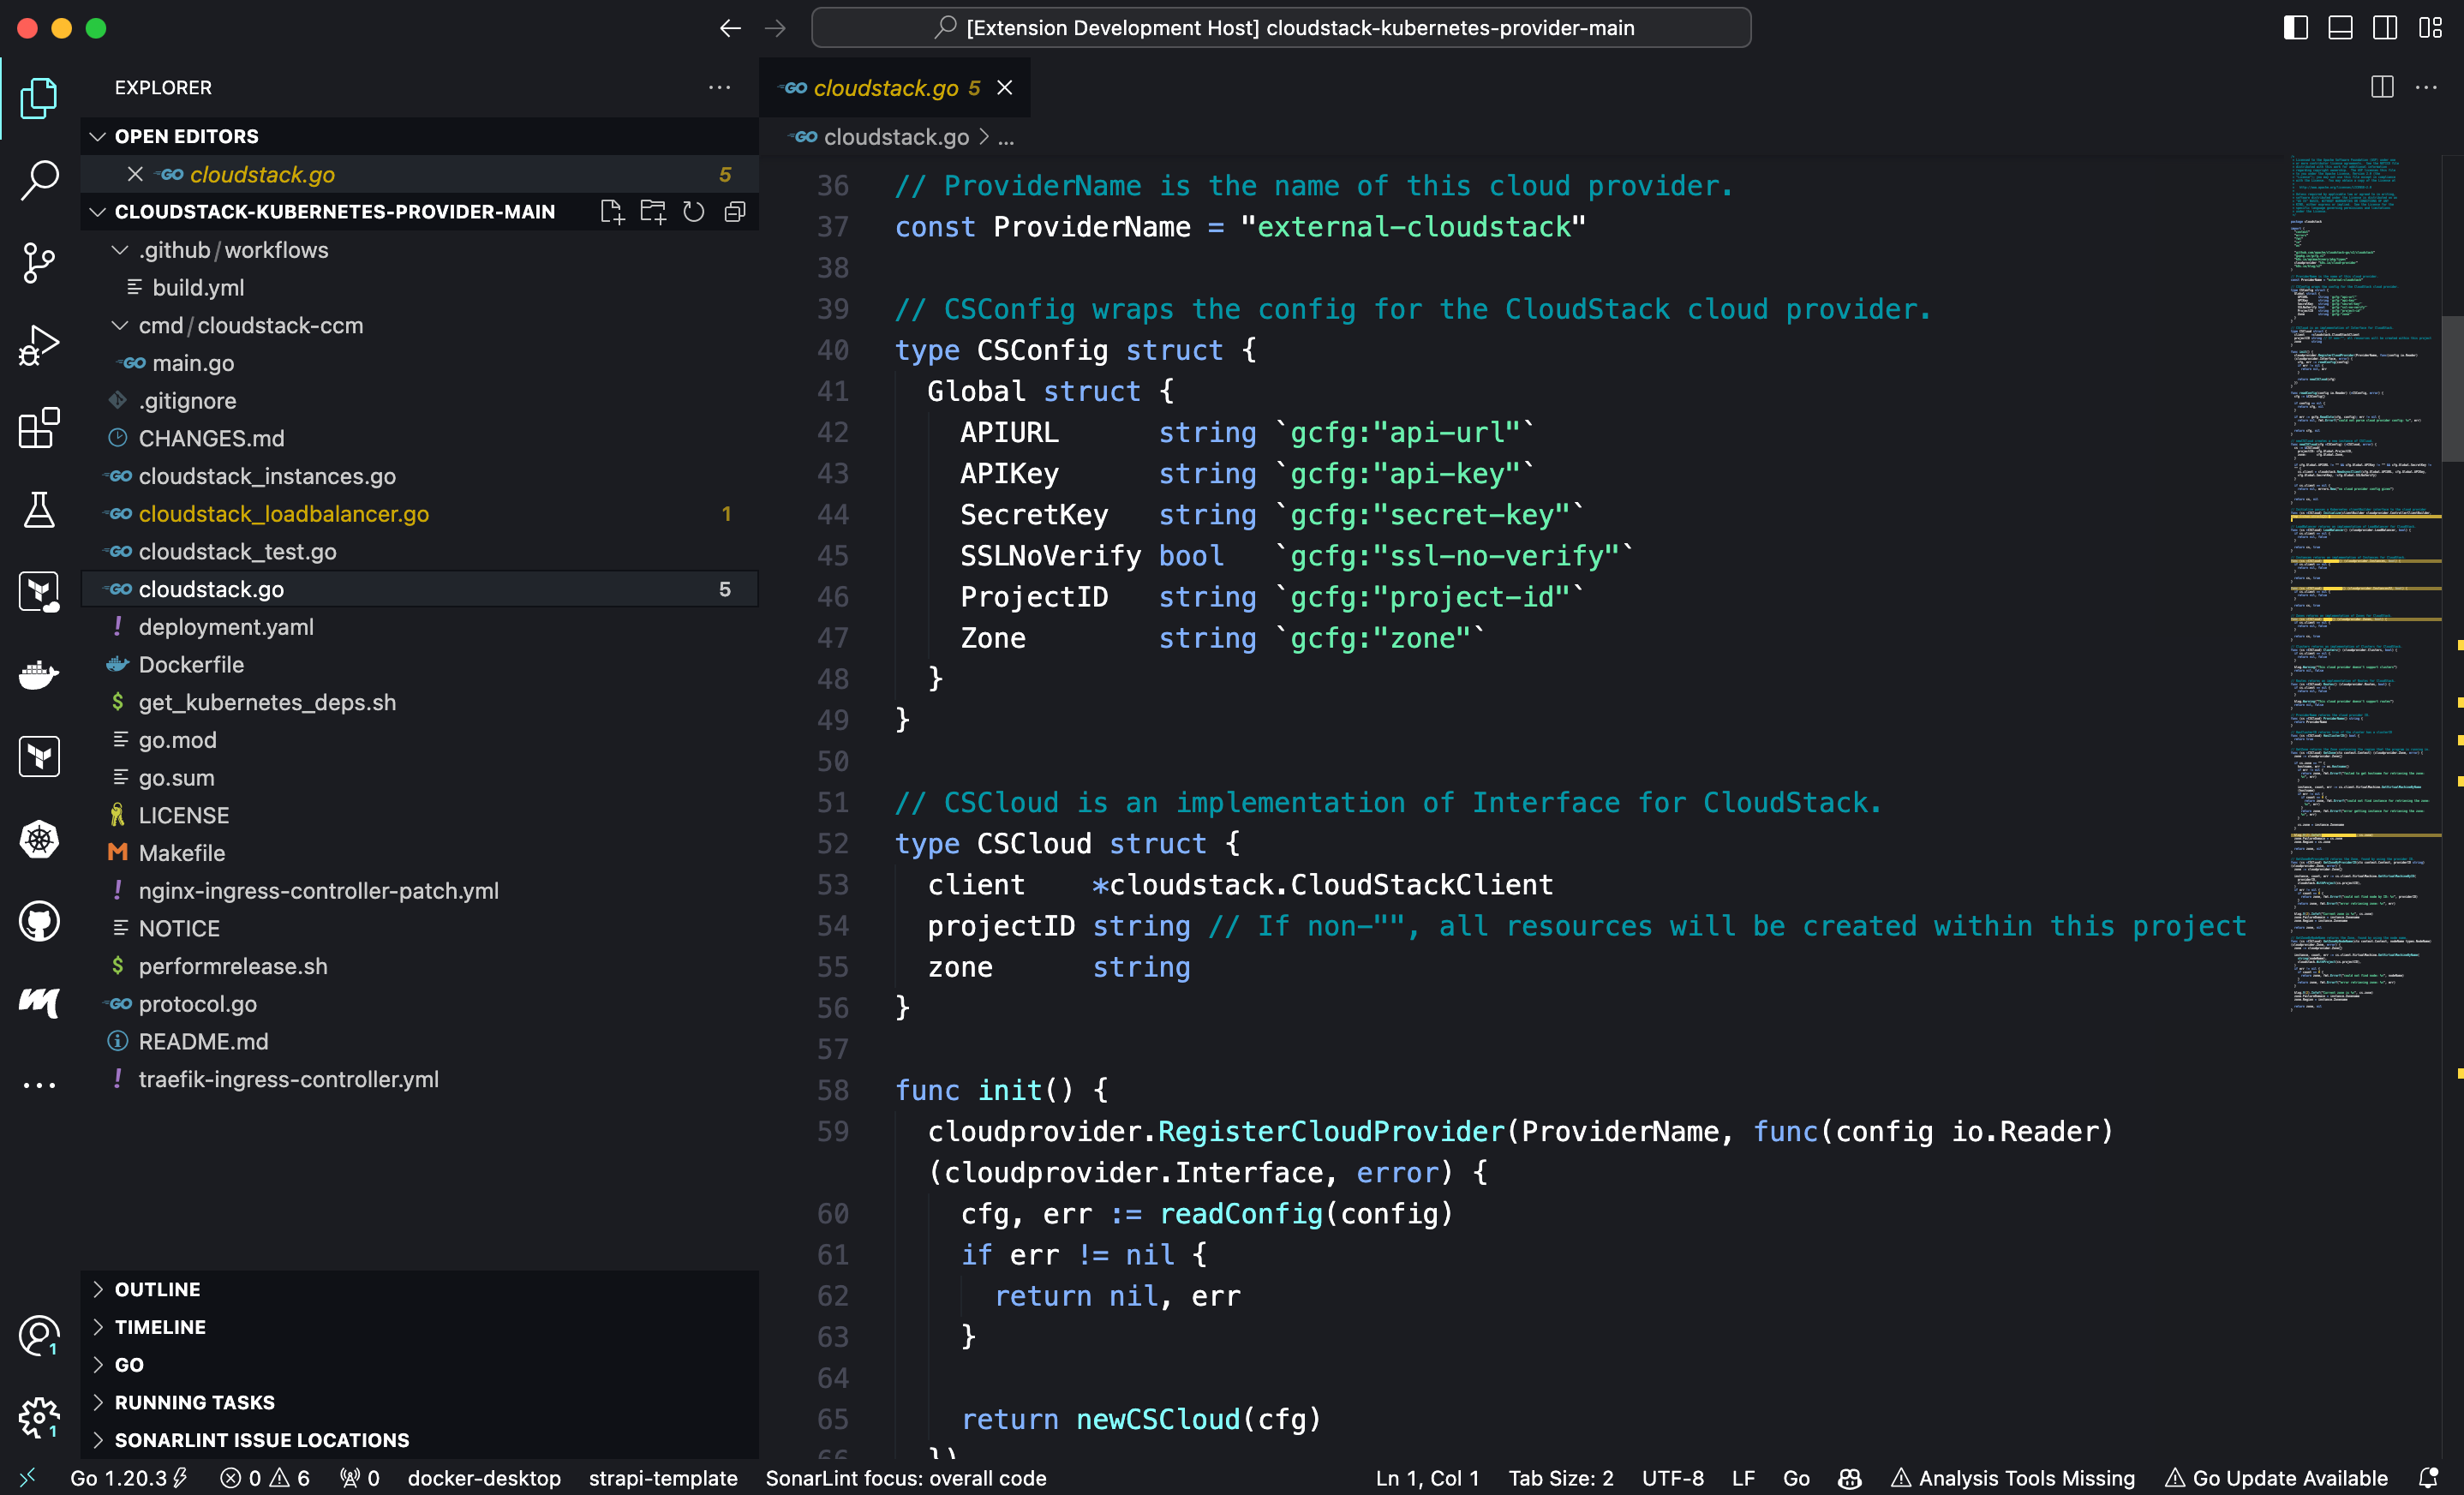 [Extension Development Host] cloudstack-kubernetes-provider-main
EXPLORER
OPEN EDITORS
GO cloudstack.go 5
CLOUDSTACK-KUBERNETES-PROVIDER-MAIN
.github/workflows
build.yml
cmd/cloudstack-ccm
GO main.go
.gitignore
CHANGES.md
GO cloudstack_instances.go
GO cloudstack_loadbalancer.go 1
GO cloudstack_test.go
GO cloudstack.go 5
! deployment.yaml
Dockerfile
$ get_kubernetes_deps.sh
go.mod
go.sum
LICENSE
M Makefile
! nginx-ingress-controller-patch.yml
NOTICE
$ performrelease.sh
GO protocol.go
README.md
! traefik-ingress-controller.yml
OUTLINE
TIMELINE
GO
RUNNING TASKS
SONARLINT ISSUE LOCATIONS
1
1
GO cloudstack.go 5
GO cloudstack.go > ...
36 // ProviderName is the name of this cloud provider.
37 const ProviderName = "external-cloudstack"
38
39 // CSConfig wraps the config for the CloudStack cloud provider.
40 type CSConfig struct {
41 Global struct {
42 APIURL string `gcfg:"api-url"`
43 APIKey string `gcfg:"api-key"`
44 SecretKey string `gcfg:"secret-key"`
45 SSLNoVerify bool `gcfg:"ssl-no-verify"`
46 ProjectID string `gcfg:"project-id"`
47 Zone string `gcfg:"zone"`
48 }
49 }
50
51 // CSCloud is an implementation of Interface for CloudStack.
52 type CSCloud struct {
53 client *cloudstack.CloudStackClient
54 projectID string // If non-"", all resources will be created within this project
55 zone string
56 }
57
58 func init() {
59 cloudprovider.RegisterCloudProvider(ProviderName, func(config io.Reader)
(cloudprovider.Interface, error) {
60 cfg, err := readConfig(config)
61 if err != nil {
62 return nil, err
63 }
64
65 return newCSCloud(cfg)
66 })
Go 1.20.3 0 6 0 docker-desktop strapi-template SonarLint focus: overall code Ln 1, Col 1 Tab Size: 2 UTF-8 LF Go Analysis Tools Missing Go Update Available